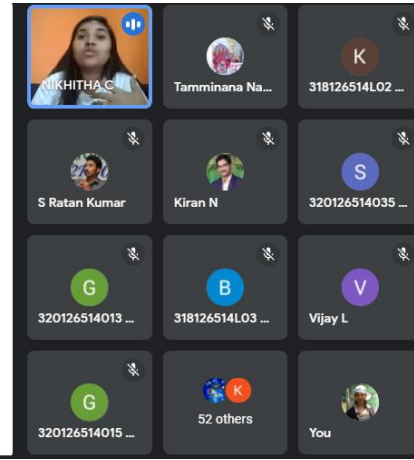 NIKHITHA C
Tamminana Na...
K
318126514L02 ...
S Ratan Kumar
Kiran N
S
320126514035 ...
G
320126514013 ...
B
318126514L03 ...
V
Vijay L
G
320126514015 ...
K
52 others
You